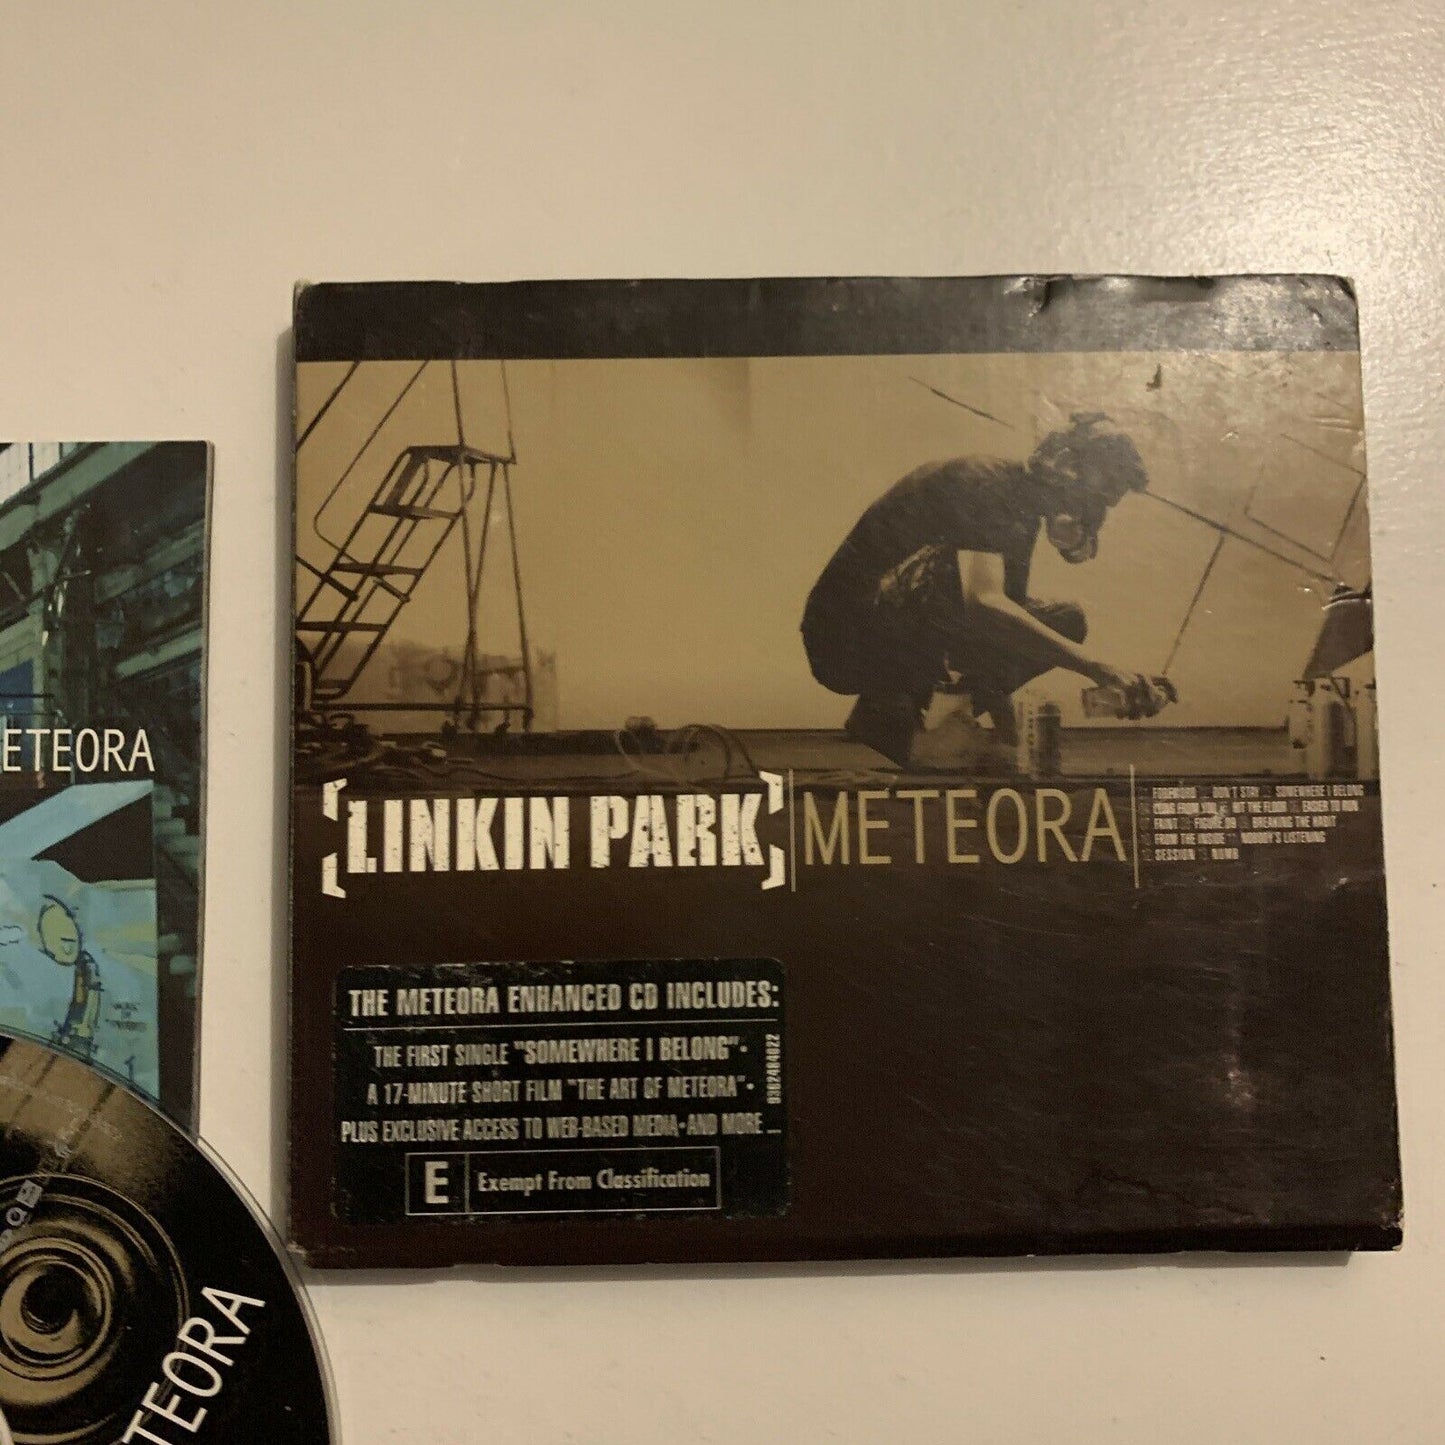 [LINKIN PARK] METEORA
FOREWORD DON'T STAY SOMEWHERE I BELONG
LYING FROM YOU HIT THE FLOOR EASIER TO RUN
FAINT FIGURE.09 BREAKING THE HABIT
FROM THE INSIDE NOBODY'S LISTENING
SESSION NUMB
THE METEORA ENHANCED CD INCLUDES:
THE FIRST SINGLE "SOMEWHERE I BELONG"•
A 17-MINUTE SHORT FILM "THE ART OF METEORA"•
PLUS EXCLUSIVE ACCESS TO WEB-BASED MEDIA•AND MORE ...
E Exempt From Classification
9362484622
ETEORA
TEORA